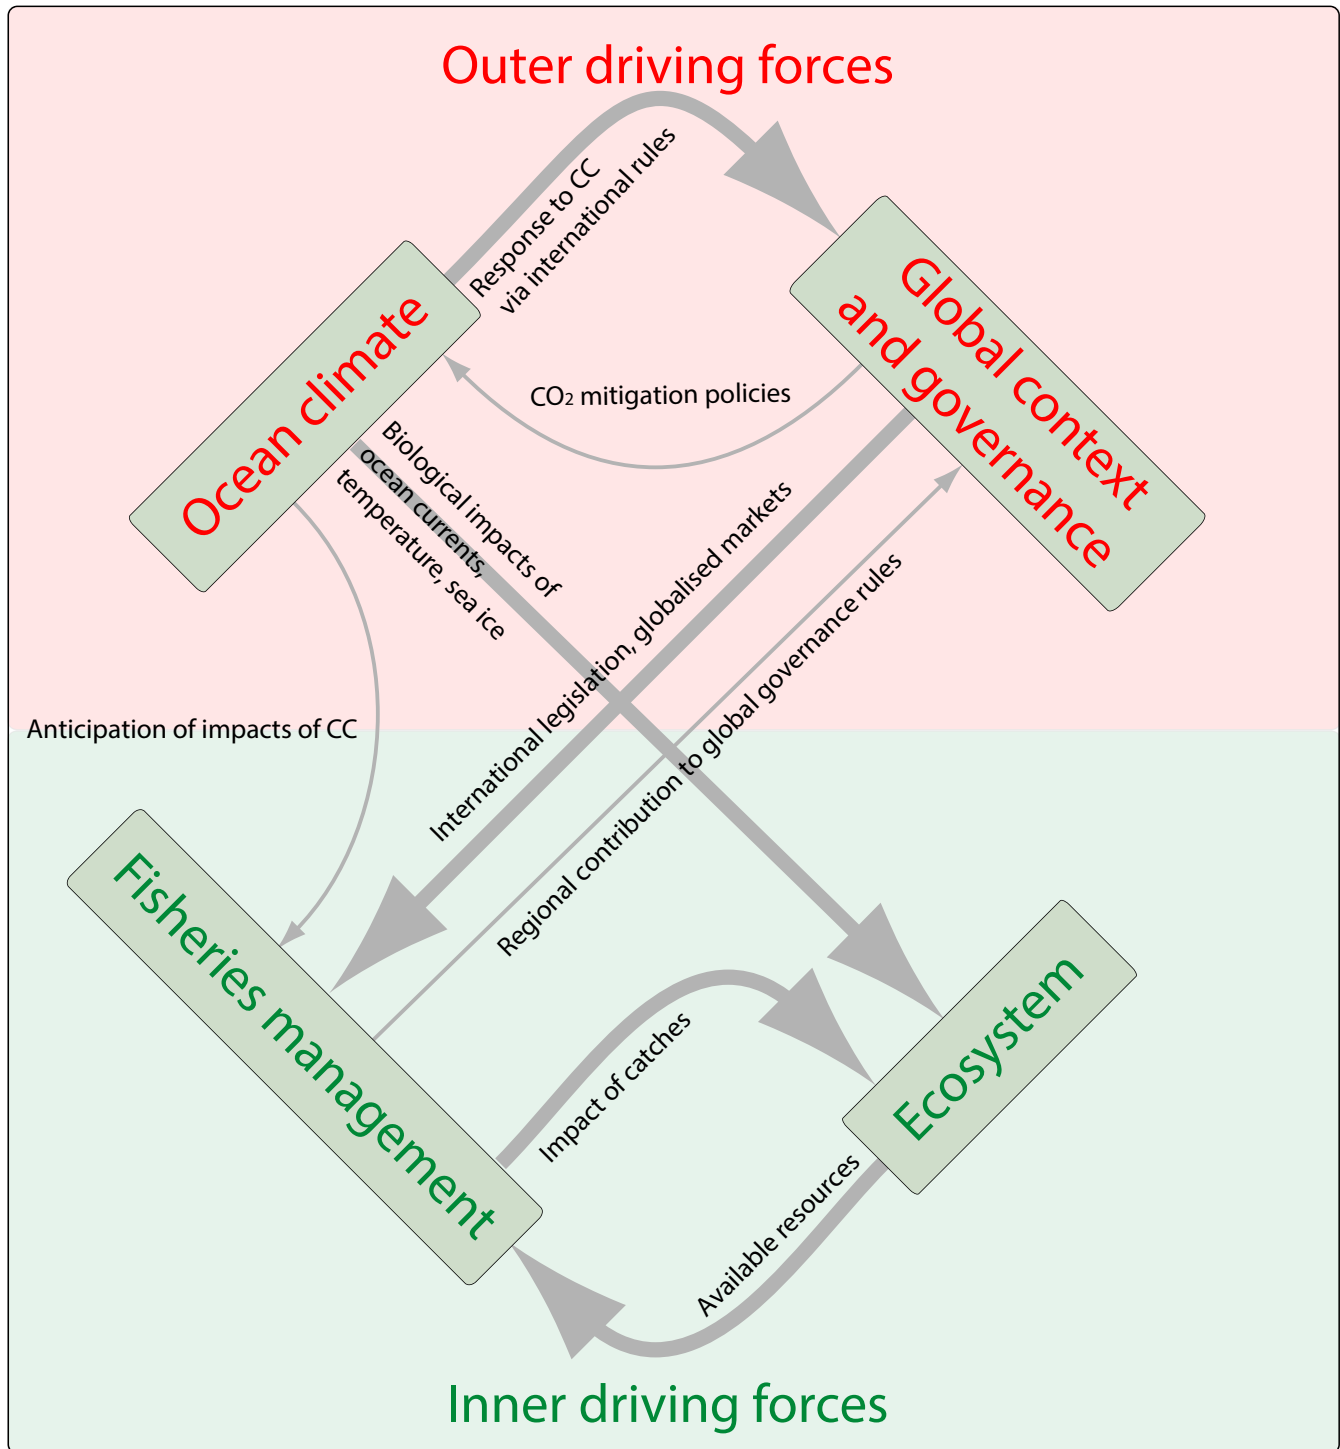 Outer driving forces
Response to CC
via international rules
Global context
and governance
Ocean climate
CO2 mitigation policies
Biological impacts of
ocean currents,
temperature, sea ice
International legislation, globalised markets
Regional contribution to global governance rules
Anticipation of impacts of CC
Fisheries management
Impact of catches
Ecosystem
Available resources
Inner driving forces